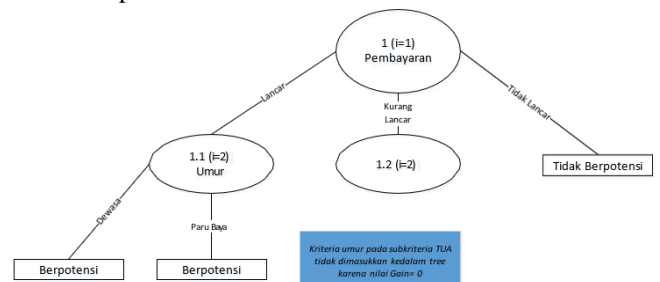 1 (i=1)
Pembayaran
Lancar
Kurang
Lancar
Tidak Lancar
1.1 (i=2)
Umur
1.2 (i=2)
Tidak Berpotensi
Dewasa
Paru Baya
Berpotensi
Berpotensi
Kriteria umur pada subkriteria TUA
tidak dimasukkan kedalam tree
karena nilai Gain= 0